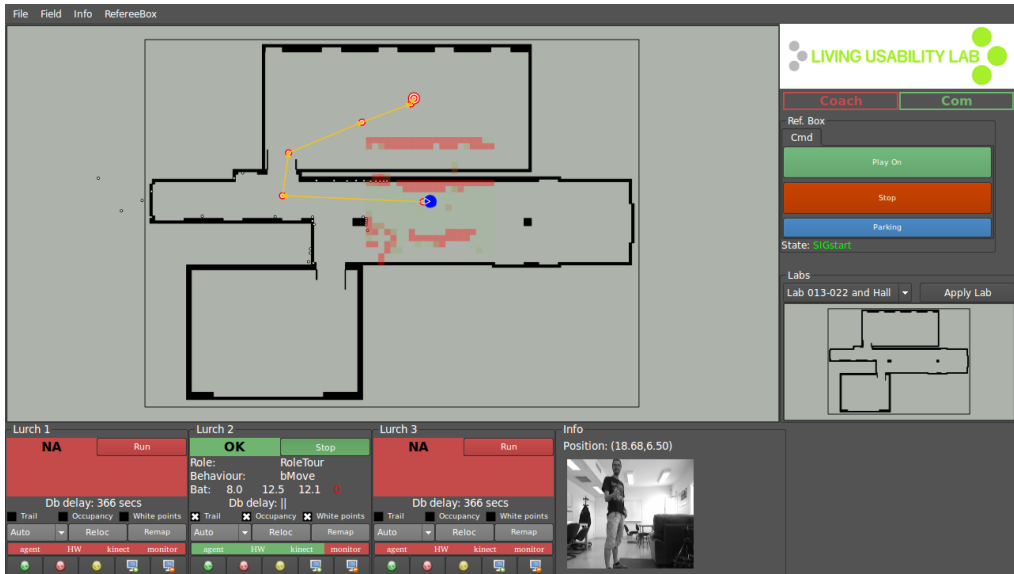 File Field Info RefereeBox
LIVING USABILITY LAB
Coach Com
Ref. Box
Cmd
Play On
Stop
Parking
State: SIGstart
Labs
Lab 013-022 and Hall Apply Lab
Lurch 1
NA Run
Db delay: 366 secs
Trail Occupancy White points
Auto Reloc Remap
agent HW kinect monitor
Lurch 2
OK Stop
Role: RoleTour
Behaviour: bMove
Bat: 8.0 12.5 12.1 0
Db delay: ||
Trail Occupancy White points
Auto Reloc Remap
agent HW kinect monitor
Lurch 3
NA Run
Db delay: 366 secs
Trail Occupancy White points
Auto Reloc Remap
agent HW kinect monitor
Info
Position: (18.68,6.50)